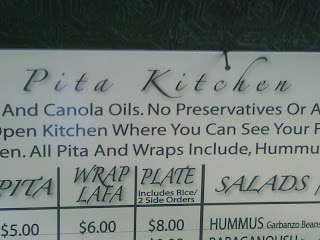 Pita Kitchen
And Canola Oils. No Preservatives Or A
Open Kitchen Where You Can See Your F
en. All Pita And Wraps Include, Hummu
PITA WRAP LAFA PLATE Includes Rice/ 2 Side Orders SALADS
$5.00 $6.00 $8.00 HUMMUS Garbanzo Beans